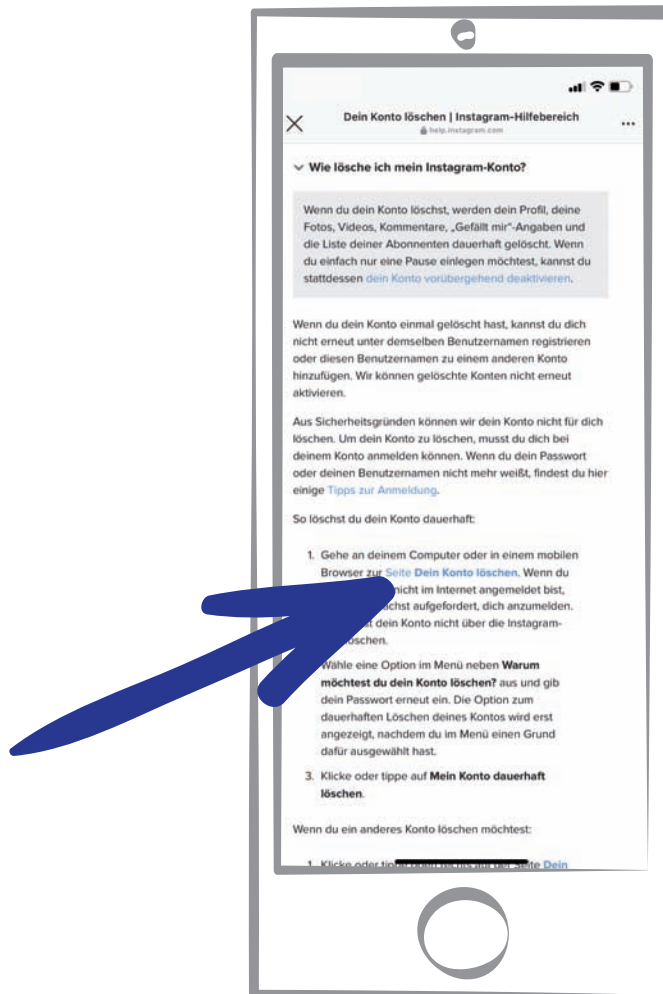 Dein Konto löschen | Instagram-Hilfebereich
help.instagram.com
Wie lösche ich mein Instagram-Konto?
Wenn du dein Konto löschst, werden dein Profil, deine
Fotos, Videos, Kommentare, „Gefällt mir“-Angaben und
die Liste deiner Abonnenten dauerhaft gelöscht. Wenn
du einfach nur eine Pause einlegen möchtest, kannst du
stattdessen dein Konto vorübergehend deaktivieren.
Wenn du dein Konto einmal gelöscht hast, kannst du dich
nicht erneut unter demselben Benutzernamen registrieren
oder diesen Benutzernamen zu einem anderen Konto
hinzufügen. Wir können gelöschte Konten nicht erneut
aktivieren.
Aus Sicherheitsgründen können wir dein Konto nicht für dich
löschen. Um dein Konto zu löschen, musst du dich bei
deinem Konto anmelden können. Wenn du dein Passwort
oder deinen Benutzernamen nicht mehr weißt, findest du hier
einige Tipps zur Anmeldung.
So löschst du dein Konto dauerhaft:
1. Gehe an deinem Computer oder in einem mobilen
Browser zur Seite Dein Konto löschen. Wenn du
nicht im Internet angemeldet bist,
aufgefordert, dich anzumelden.
dein Konto nicht über die Instagram-
Wähle eine Option im Menü neben Warum
möchtest du dein Konto löschen? aus und gib
dein Passwort erneut ein. Die Option zum
dauerhaften Löschen deines Kontos wird erst
angezeigt, nachdem du im Menü einen Grund
dafür ausgewählt hast.
3. Klicke oder tippe auf Mein Konto dauerhaft
löschen.
Wenn du ein anderes Konto löschen möchtest:
1. Klicke oder Seite Dein